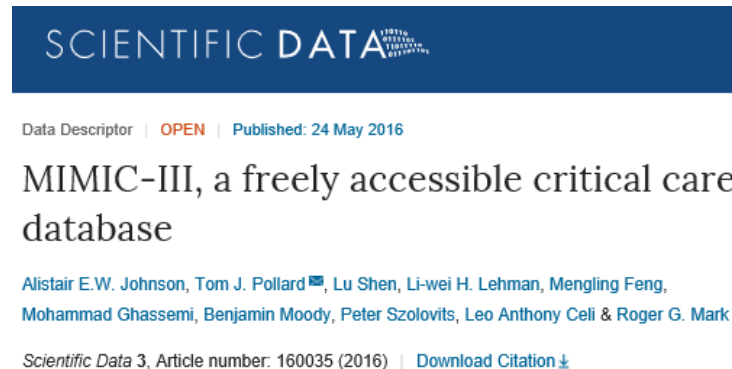 SCIENTIFIC DATA
Data Descriptor | OPEN | Published: 24 May 2016
MIMIC-III, a freely accessible critical care
database
Alistair E.W. Johnson, Tom J. Pollard, Lu Shen, Li-wei H. Lehman, Mengling Feng,
Mohammad Ghassemi, Benjamin Moody, Peter Szolovits, Leo Anthony Celi & Roger G. Mark
Scientific Data 3, Article number: 160035 (2016) | Download Citation